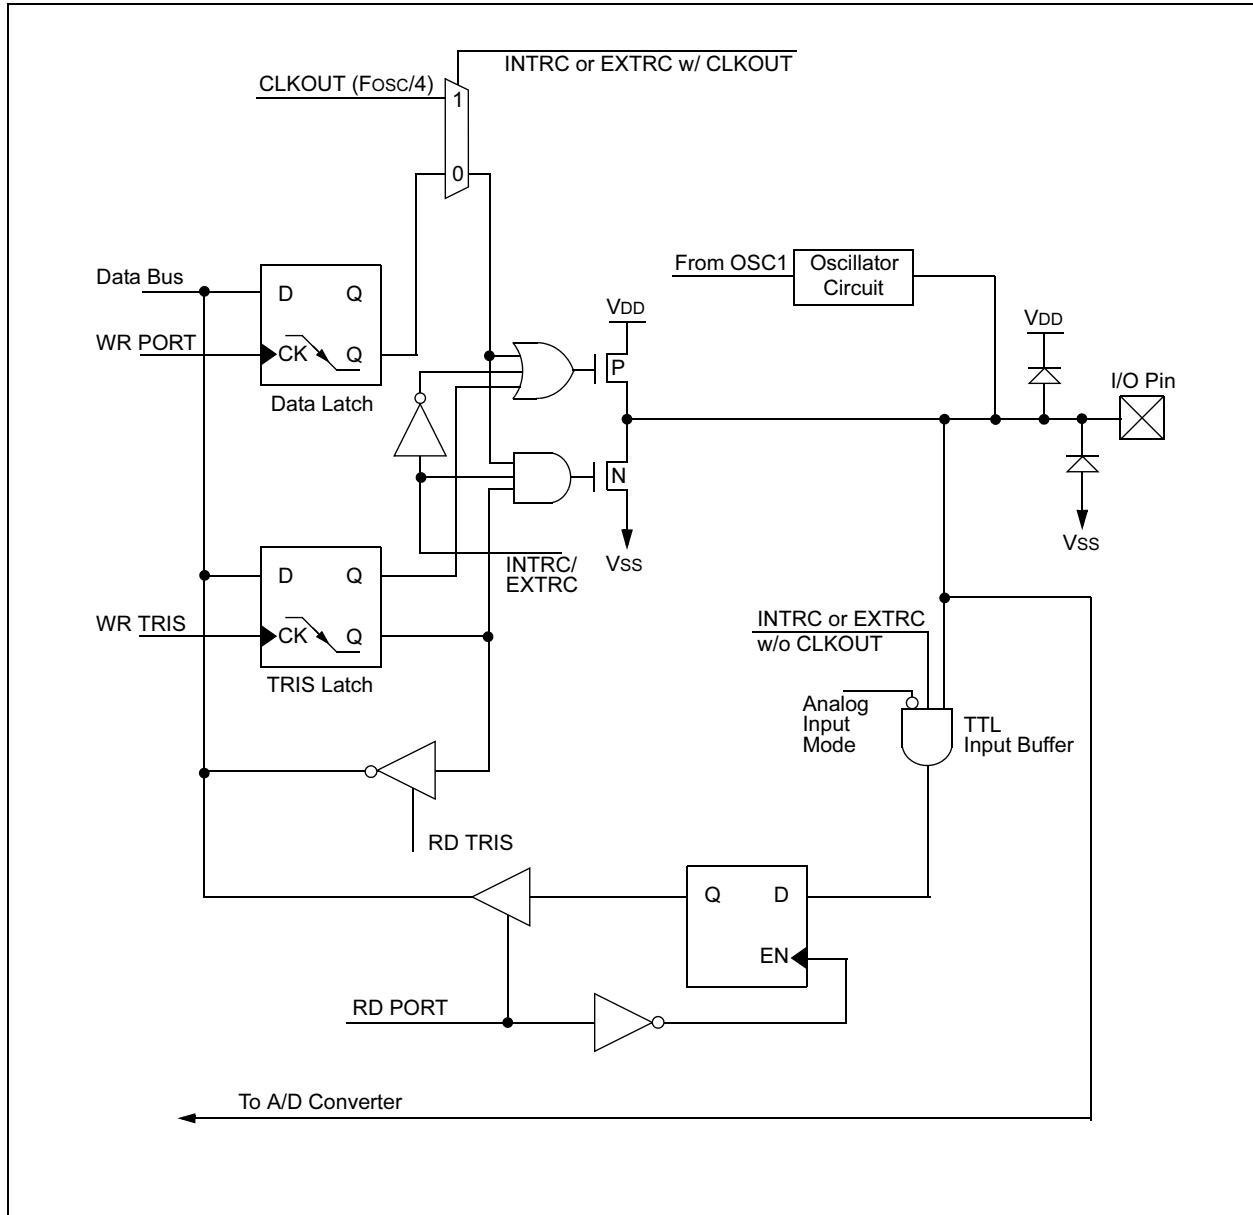 INTRC or EXTRC w/ CLKOUT
CLKOUT (FOSC/4)
1
0
From OSC1
Oscillator
Circuit
Data Bus
D
Q
VDD
VDD
WR PORT
CK
Q
P
I/O Pin
Data Latch
N
VSS
VSS
INTRC/
EXTRC
D
Q
WR TRIS
CK
Q
INTRC or EXTRC
w/o CLKOUT
TRIS Latch
Analog
Input
Mode
TTL
Input Buffer
RD TRIS
Q
D
EN
RD PORT
To A/D Converter